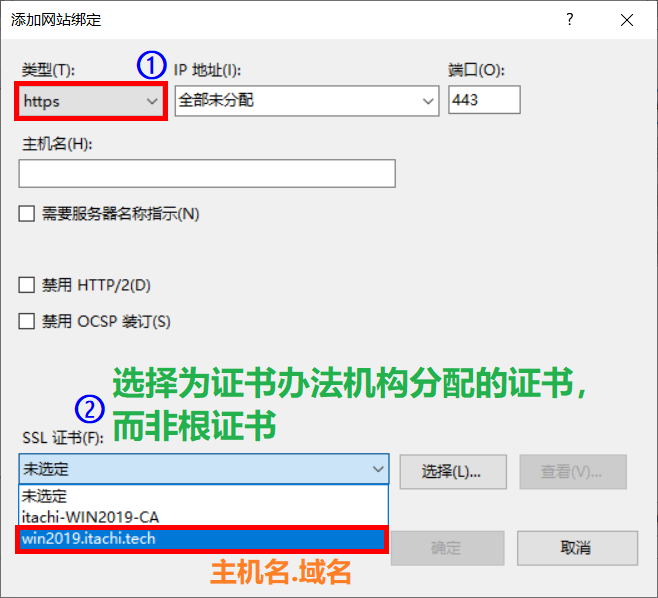 添加网站绑定
?
类型(T):
① IP 地址(I):
端口(O):
https
全部未分配
443
主机名(H):
需要服务器名称指示(N)
禁用 HTTP/2(D)
禁用 OCSP 装订(S)
选择为证书办法机构分配的证书，
② 而非根证书
SSL 证书(F):
未选定
选择(L)...
查看(V)...
未选定
itachi-WIN2019-CA
win2019.itachi.tech
确定
取消
主机名.域名